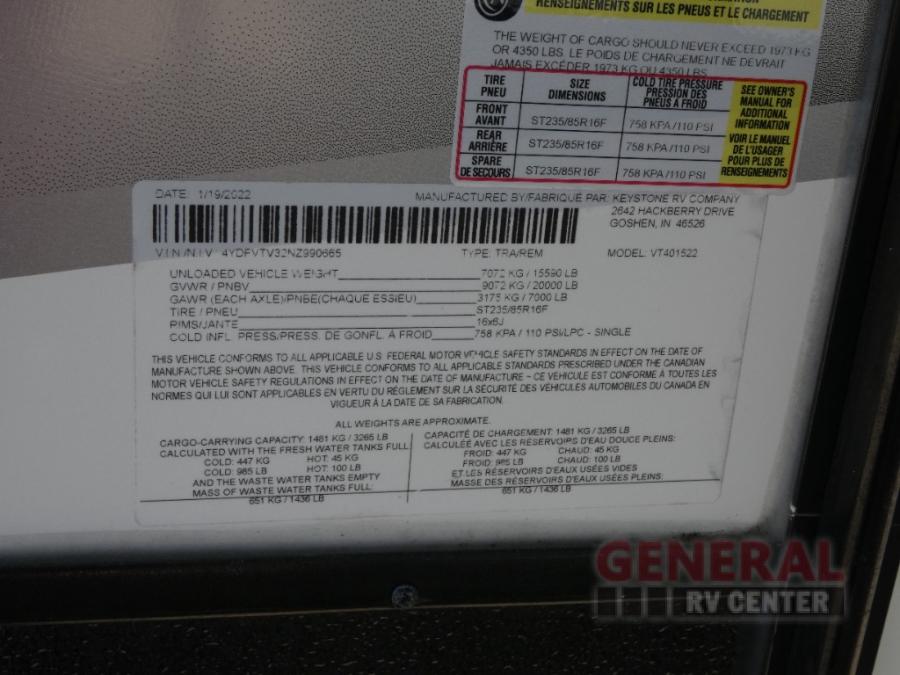 RENSEIGNEMENTS SUR LES PNEUS ET LE CHARGEMENT
THE WEIGHT OF CARGO SHOULD NEVER EXCEED 1973 KG
OR 4350 LBS. LE POIDS DE CHARGEMENT NE DEVRAIT
JAMAIS EXCÉDER 1973 KG OU 4350 LBS
TIRE PNEU SIZE DIMENSIONS COLD TIRE PRESSURE PRESSION DES PNEUS À FROID
FRONT AVANT ST235/85R16F 758 KPA/110 PSI
REAR ARRIÈRE ST235/85R16F 758 KPA/110 PSI
SPARE DE SECOURS ST235/85R16F 758 KPA/110 PSI
SEE OWNER'S
MANUAL FOR
ADDITIONAL
INFORMATION
VOIR LE MANUEL
DE L'USAGER
POUR PLUS DE
RENSEIGNEMENTS
DATE: 1/19/2022 MANUFACTURED BY/FABRIQUE PAR: KEYSTONE RV COMPANY
2642 HACKBERRY DRIVE
GOSHEN, IN 46526
V.I.N./N.I.V.: 4YDFVTV32NZ990665 TYPE: TRA/REM MODEL: VT401522
UNLOADED VEHICLE WEIGHT 7072 KG / 15590 LB
GVWR / PNBV 9072 KG / 20000 LB
GAWR (EACH AXLE)/PNBE(CHAQUE ESSIEU) 3175 KG / 7000 LB
TIRE / PNEU ST235/85R16F
RIMS/JANTE 16x6J
COLD INFL. PRESS/PRESS. DE GONFL. À FROID 758 KPA / 110 PSI/LPC - SINGLE
THIS VEHICLE CONFORMS TO ALL APPLICABLE U.S. FEDERAL MOTOR VEHICLE SAFETY STANDARDS IN EFFECT ON THE DATE OF
MANUFACTURE SHOWN ABOVE. THIS VEHICLE CONFORMS TO ALL APPLICABLE STANDARDS PRESCRIBED UNDER THE CANADIAN
MOTOR VEHICLE SAFETY REGULATIONS IN EFFECT ON THE DATE OF MANUFACTURE – CE VÉHICULE EST CONFORME À TOUTES LES
NORMES QUI LUI SONT APPLICABLES EN VERTU DU RÈGLEMENT SUR LA SÉCURITÉ DES VÉHICULES AUTOMOBILES DU CANADA EN
VIGUEUR À LA DATE DE SA FABRICATION.
ALL WEIGHTS ARE APPROXIMATE.
CARGO-CARRYING CAPACITY: 1481 KG / 3265 LB
CALCULATED WITH THE FRESH WATER TANKS FULL
COLD: 447 KG HOT: 45 KG
COLD: 985 LB HOT: 100 LB
AND THE WASTE WATER TANKS EMPTY
MASS OF WASTE WATER TANKS FULL:
651 KG / 1436 LB
CAPACITÉ DE CHARGEMENT: 1481 KG / 3265 LB
CALCULÉE AVEC LES RÉSERVOIRS D'EAU DOUCE PLEINS:
FROID: 447 KG CHAUD: 45 KG
FROID: 985 LB CHAUD: 100 LB
ET LES RÉSERVOIRS D'EAUX USÉES VIDES
MASSE DES RÉSERVOIRS D'EAUX USÉES PLEINS:
651 KG / 1436 LB
GENERAL
RV CENTER